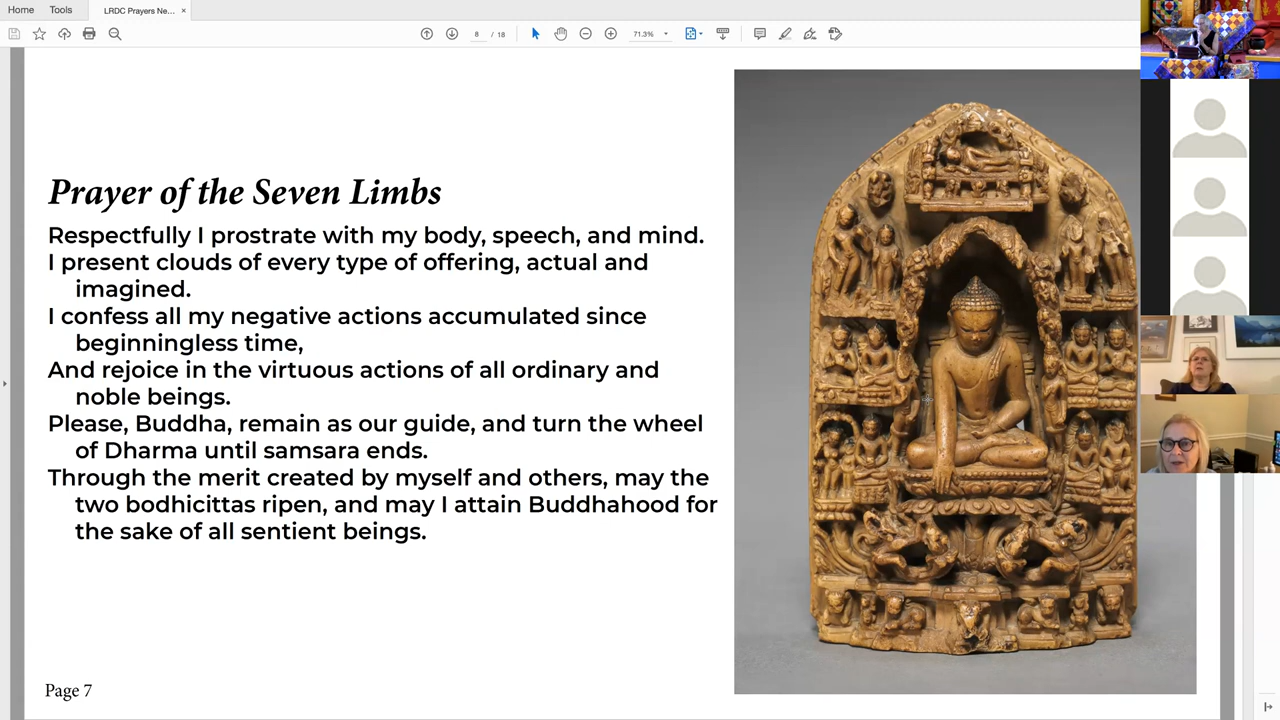 Home Tools LRDC Prayers Ne... ×
8 / 18 71.3%
Prayer of the Seven Limbs
Respectfully I prostrate with my body, speech, and mind.
I present clouds of every type of offering, actual and
imagined.
I confess all my negative actions accumulated since
beginningless time,
And rejoice in the virtuous actions of all ordinary and
noble beings.
Please, Buddha, remain as our guide, and turn the wheel
of Dharma until samsara ends.
Through the merit created by myself and others, may the
two bodhicittas ripen, and may I attain Buddhahood for
the sake of all sentient beings.
Page 7